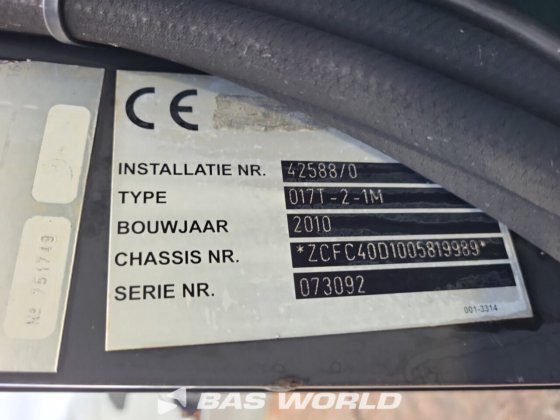 CE
INSTALLATIE NR. 42588/0
TYPE 017T-2-1M
BOUWJAAR 2010
CHASSIS NR. *ZCFC40D1005819989*
SERIE NR. 073092
001-3314
Nº 751749
BAS WORLD